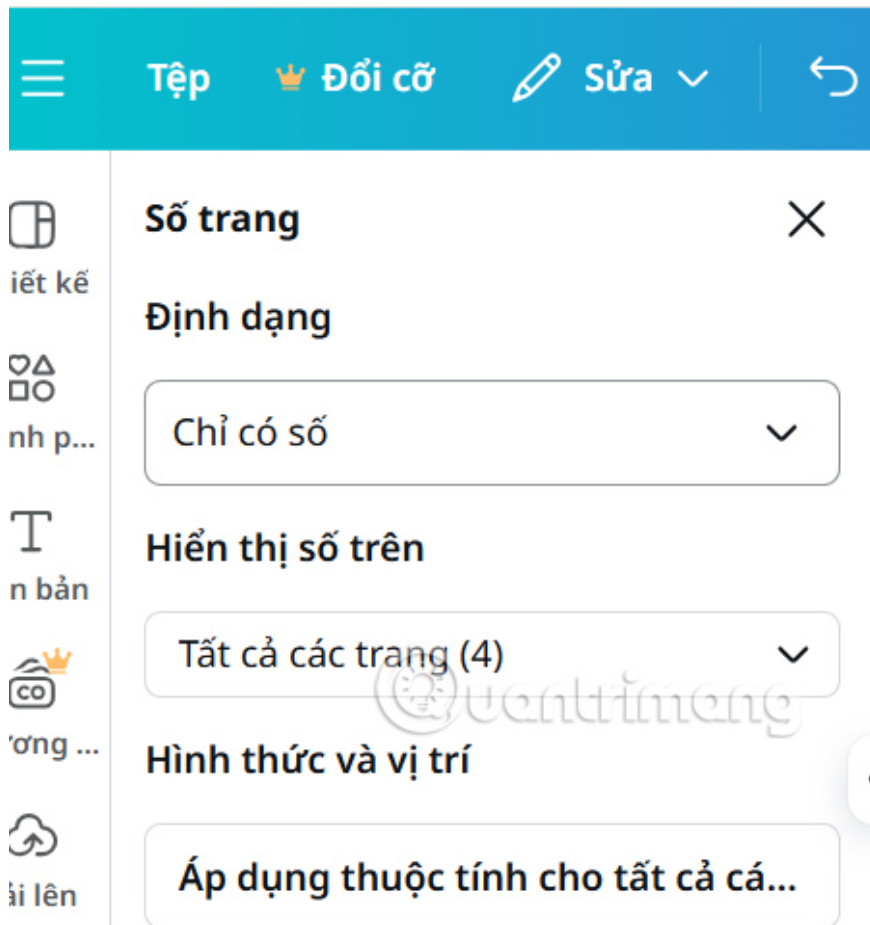 Tệp Đổi cỡ Sửa
Số trang
iết kế
Định dạng
Chỉ có số
nh p...
Hiển thị số trên
n bản
Tất cả các trang (4)
Quantrimang
CO
ương ...
Hình thức và vị trí
Áp dụng thuộc tính cho tất cả cá...
ải lên